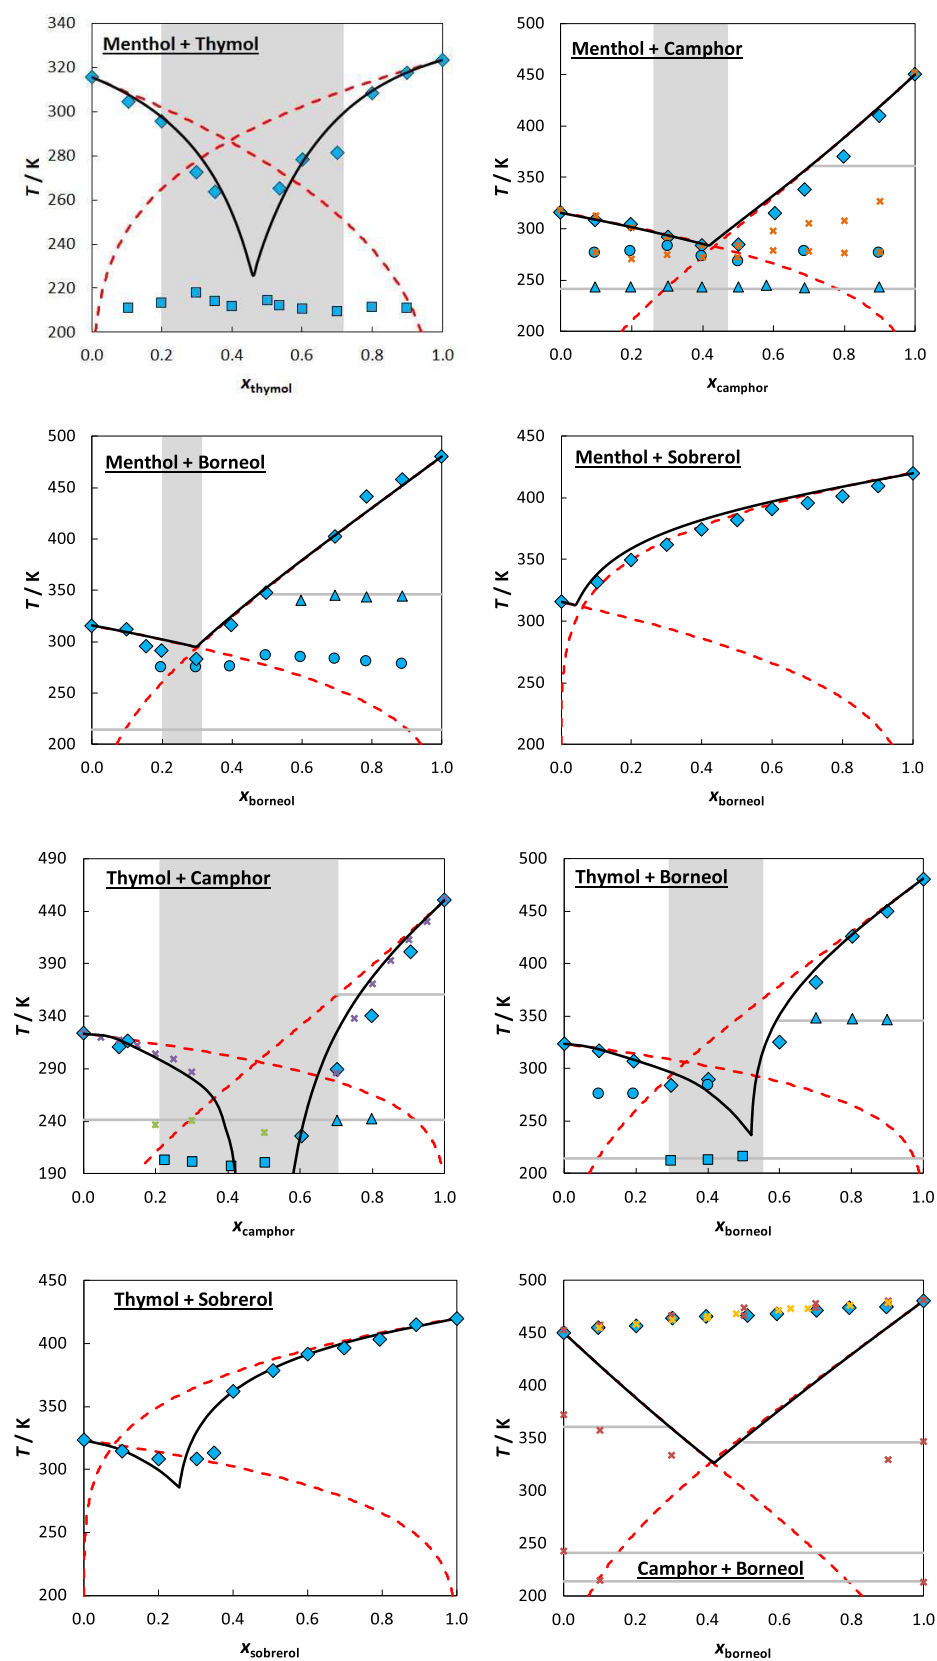 Menthol + Thymol
T / K
340
320
300
280
260
240
220
200
0.0 0.2 0.4 0.6 0.8 1.0
xthymol
Menthol + Camphor
T / K
500
450
400
350
300
250
200
0.0 0.2 0.4 0.6 0.8 1.0
xcamphor
Menthol + Borneol
T / K
500
450
400
350
300
250
200
0.0 0.2 0.4 0.6 0.8 1.0
xborneol
Menthol + Sobrerol
T / K
450
400
350
300
250
200
0.0 0.2 0.4 0.6 0.8 1.0
xborneol
Thymol + Camphor
T / K
490
440
390
340
290
240
190
0.0 0.2 0.4 0.6 0.8 1.0
xcamphor
Thymol + Borneol
T / K
500
450
400
350
300
250
200
0.0 0.2 0.4 0.6 0.8 1.0
xborneol
Thymol + Sobrerol
T / K
450
400
350
300
250
200
0.0 0.2 0.4 0.6 0.8 1.0
xsobrerol
Camphor + Borneol
T / K
500
450
400
350
300
250
200
0.0 0.2 0.4 0.6 0.8 1.0
xborneol